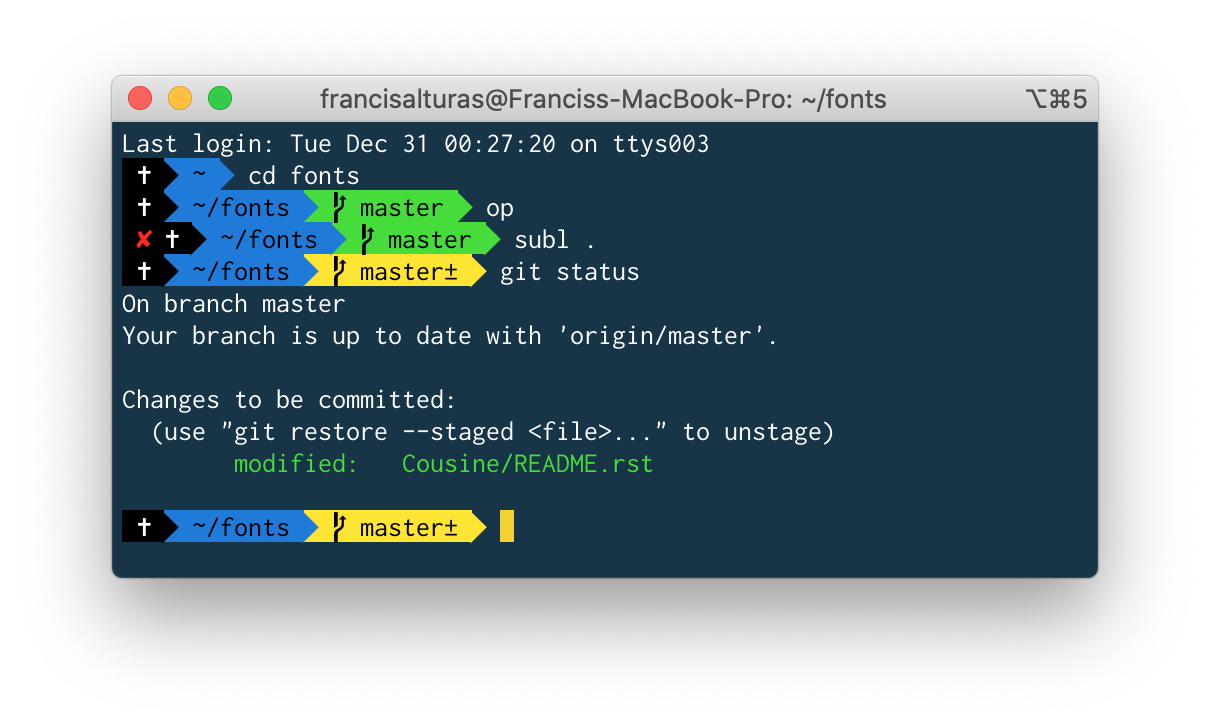 francisalturas@Franciss-MacBook-Pro: ~/fonts ⌥⌘5
Last login: Tue Dec 31 00:27:20 on ttys003
✝ ~ cd fonts
✝ ~/fonts  master op
✘ ✝ ~/fonts  master subl .
✝ ~/fonts  master± git status
On branch master
Your branch is up to date with 'origin/master'.
Changes to be committed:
(use "git restore --staged <file>..." to unstage)
modified: Cousine/README.rst
✝ ~/fonts  master±